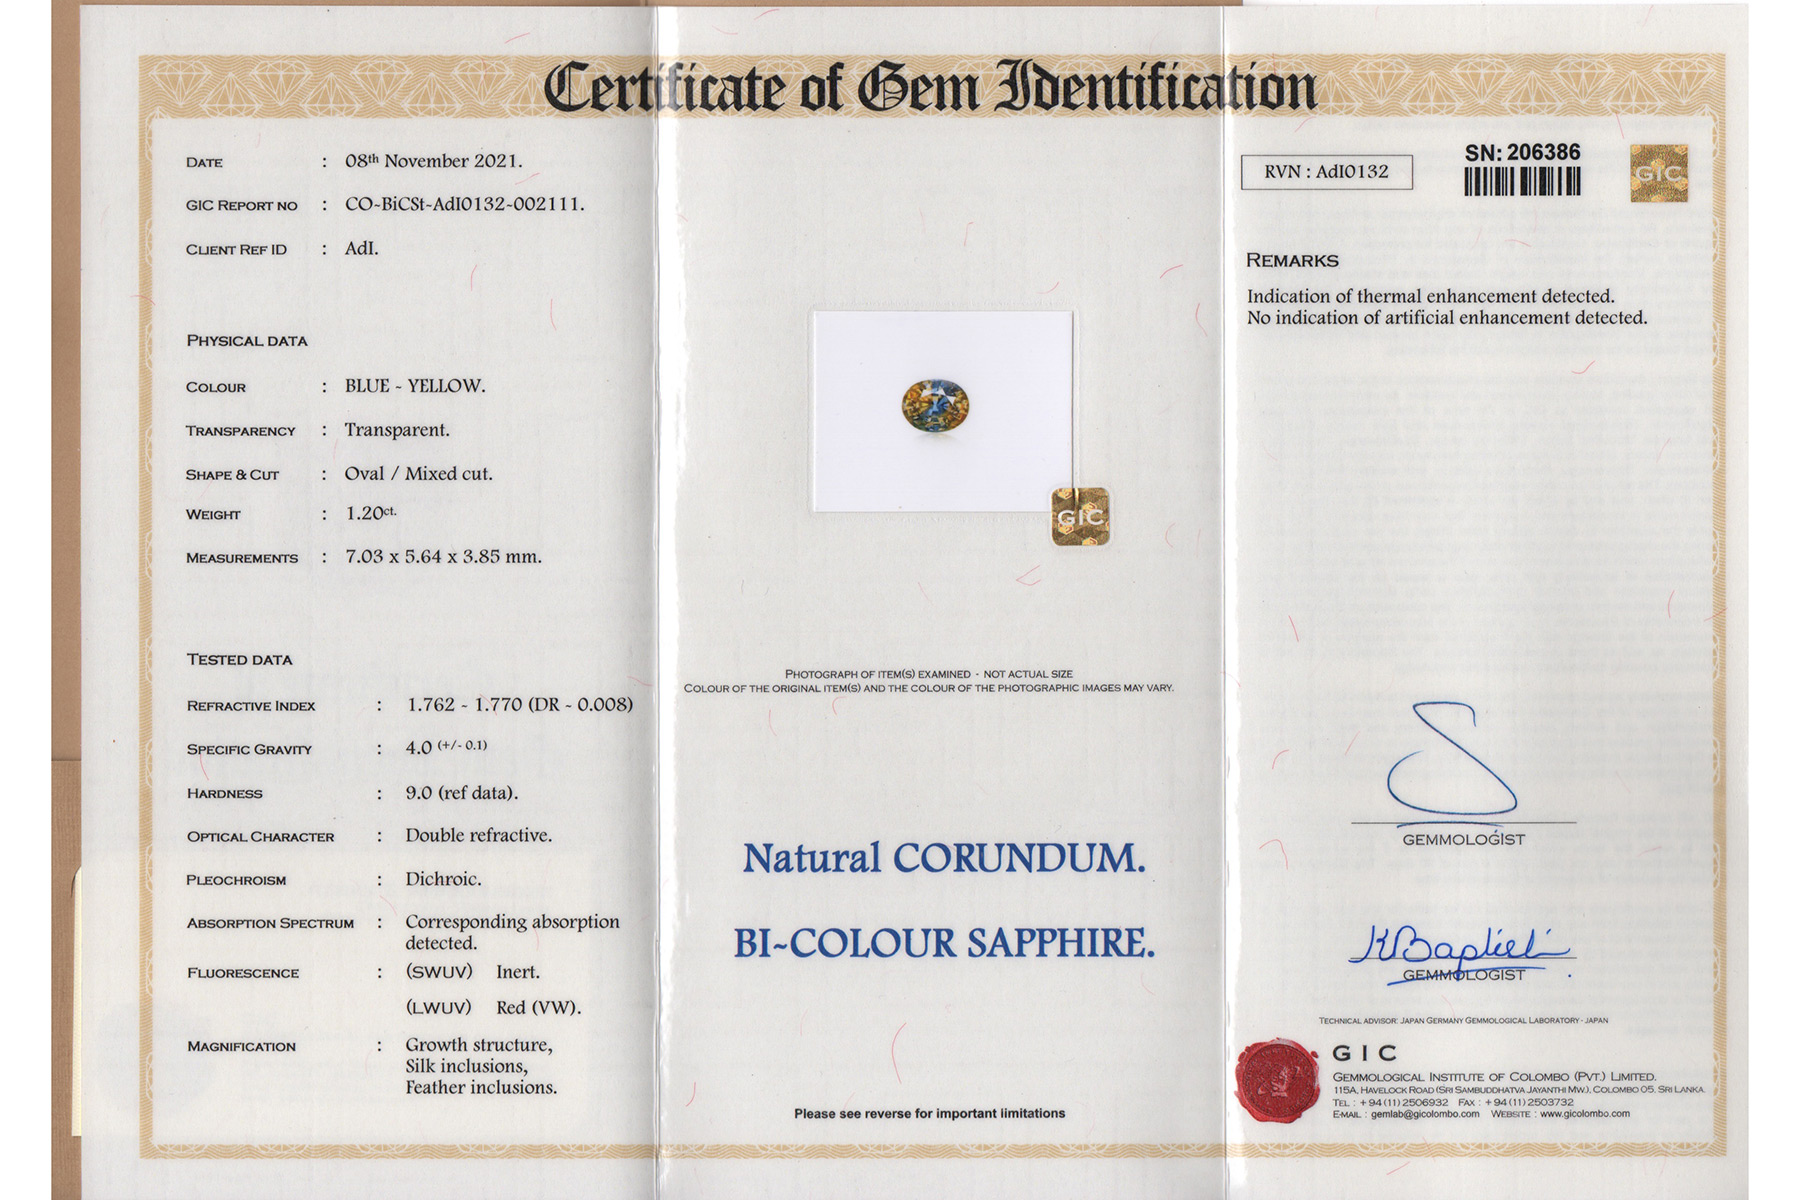 Certificate of Gem Identification
DATE : 08th November 2021.
GIC REPORT NO : CO-BiCSt-AdI0132-002111.
CLIENT REF ID : AdI.
PHYSICAL DATA
COLOUR : BLUE - YELLOW.
TRANSPARENCY : Transparent.
SHAPE & CUT : Oval / Mixed cut.
WEIGHT : 1.20ct.
MEASUREMENTS : 7.03 x 5.64 x 3.85 mm.
TESTED DATA
REFRACTIVE INDEX : 1.762 - 1.770 (DR - 0.008)
SPECIFIC GRAVITY : 4.0 (+/- 0.1)
HARDNESS : 9.0 (ref data).
OPTICAL CHARACTER : Double refractive.
PLEOCHROISM : Dichroic.
ABSORPTION SPECTRUM : Corresponding absorption
detected.
FLUORESCENCE : (SWUV) Inert.
(LWUV) Red (VW).
MAGNIFICATION : Growth structure,
Silk inclusions,
Feather inclusions.
GIC
PHOTOGRAPH OF ITEM(S) EXAMINED - NOT ACTUAL SIZE
COLOUR OF THE ORIGINAL ITEM(S) AND THE COLOUR OF THE PHOTOGRAPHIC IMAGES MAY VARY.
Natural CORUNDUM.
BI-COLOUR SAPPHIRE.
Please see reverse for important iimitations
RVN : AdI0132
SN: 206386
GIC
REMARKS
Indication of thermal enhancement detected.
No indication of artificial enhancement detected.
GEMMOLOGIST
GEMMOLOGIST
TECHNICAL ADVISOR: JAPAN GERMANY GEMMOLOGICAL LABORATORY - JAPAN
GIC
GEMMOLOGICAL INSTITUTE OF COLOMBO (PVT.) LIMITED.
115A, HAVELOCK ROAD (SRI SAMBUDDHATVA JAYANTHI MW.), COLOMBO 05. SRI LANKA.
TEL : +94(11) 2506932 FAX : +94(11) 2503732
E-MAIL : gemlab@gicolombo.com WEBSITE : www.gicolombo.com